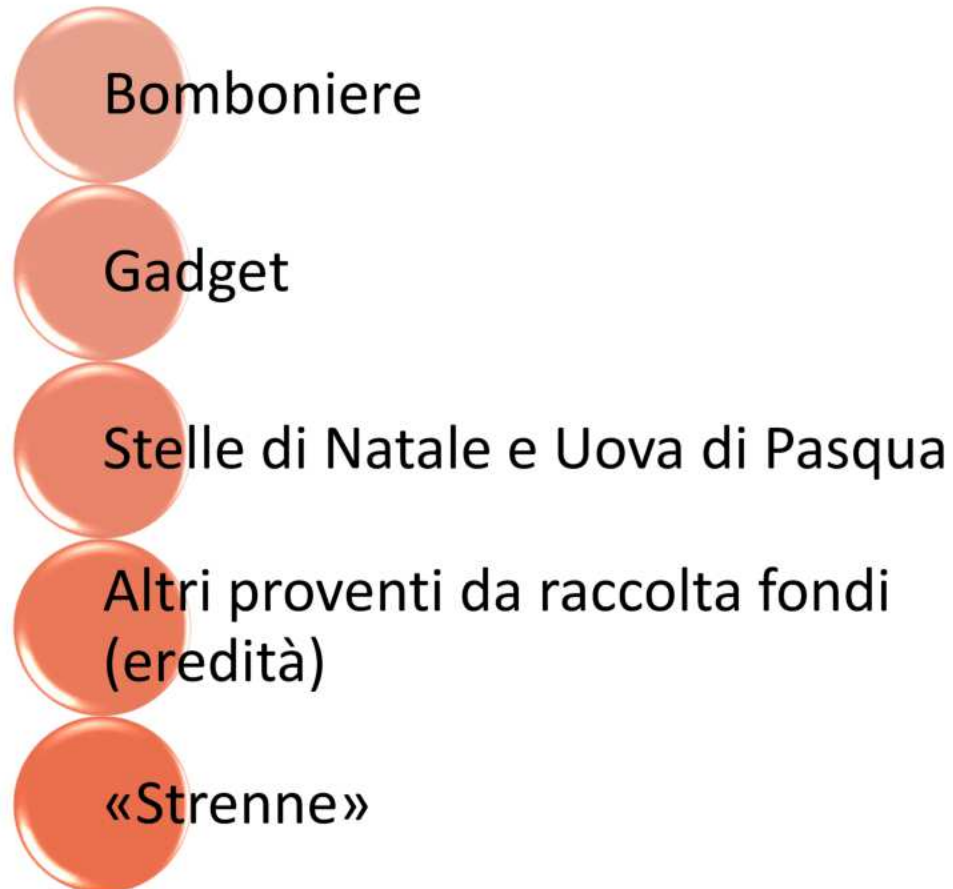 Bomboniere
Gadget
Stelle di Natale e Uova di Pasqua
Altri proventi da raccolta fondi
(eredità)
«Strenne»